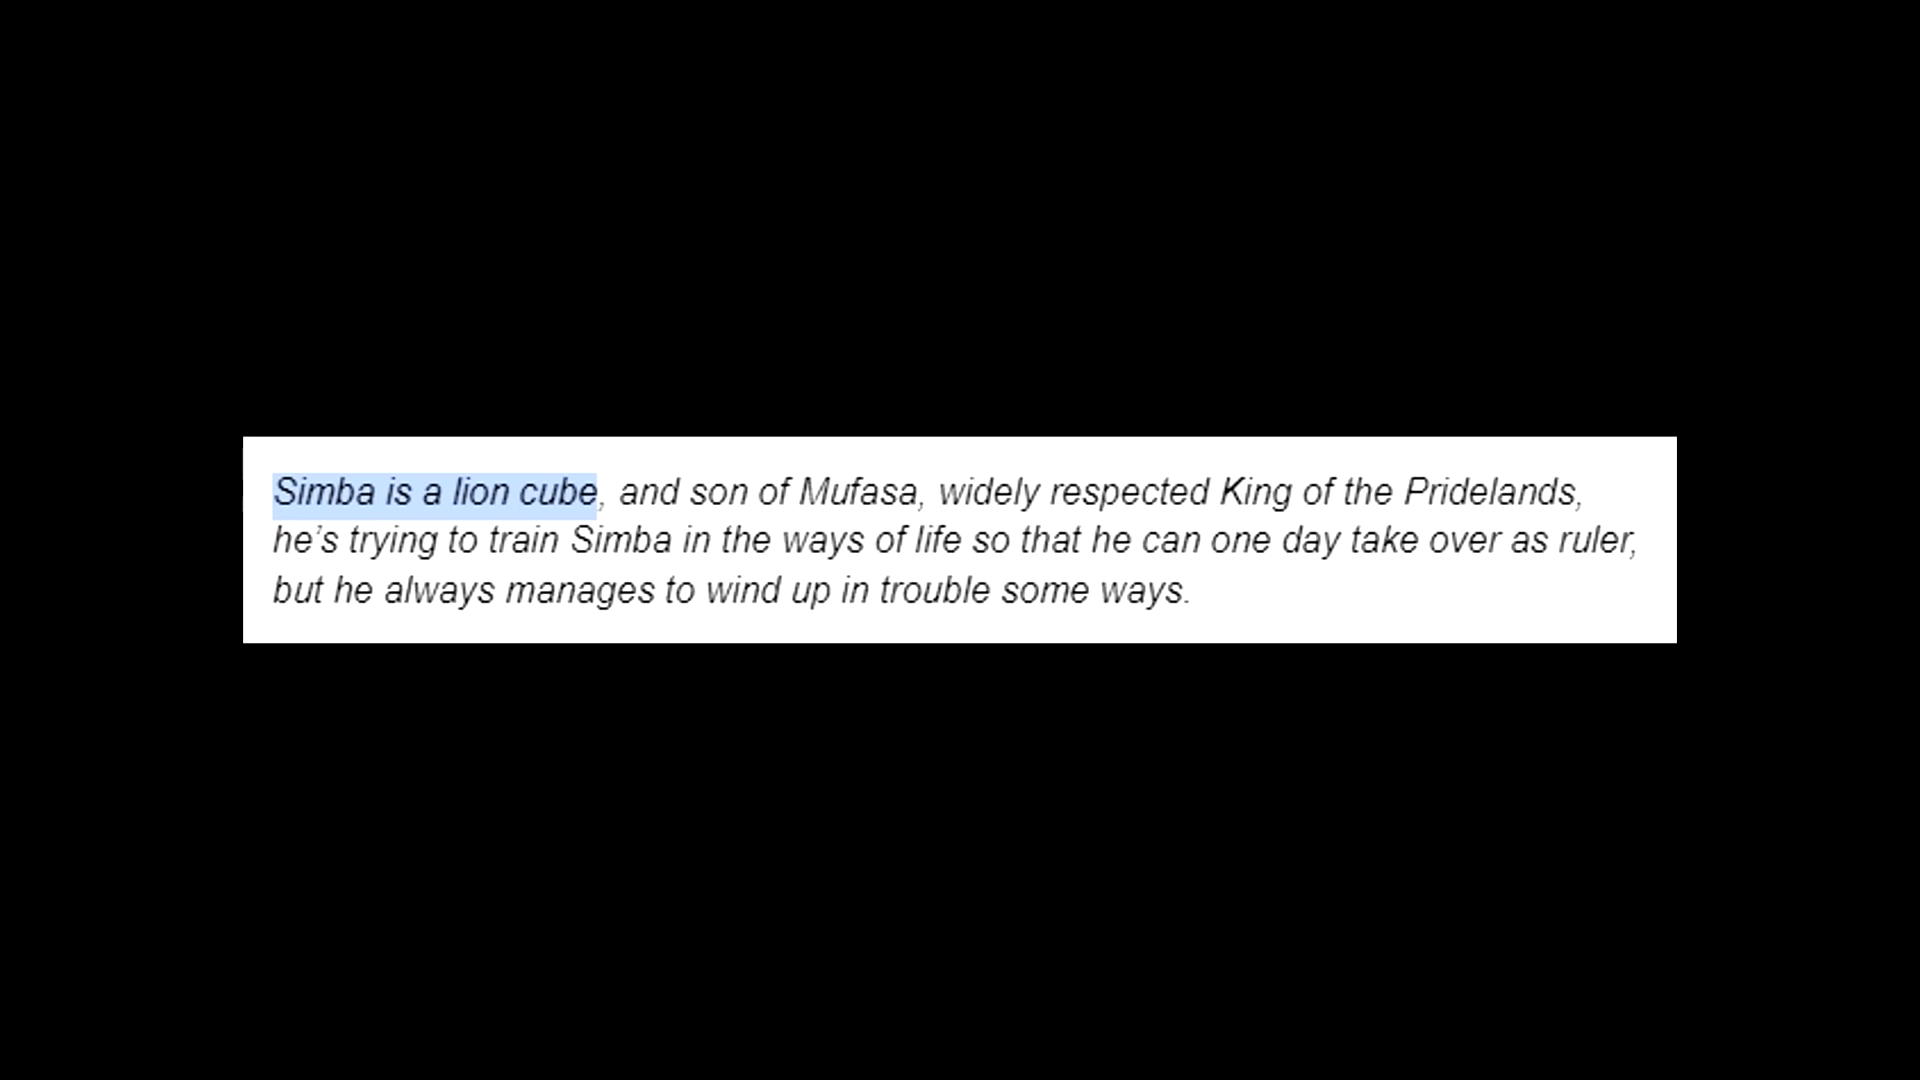 Simba is a lion cube, and son of Mufasa, widely respected King of the Pridelands,
he’s trying to train Simba in the ways of life so that he can one day take over as ruler,
but he always manages to wind up in trouble some ways.